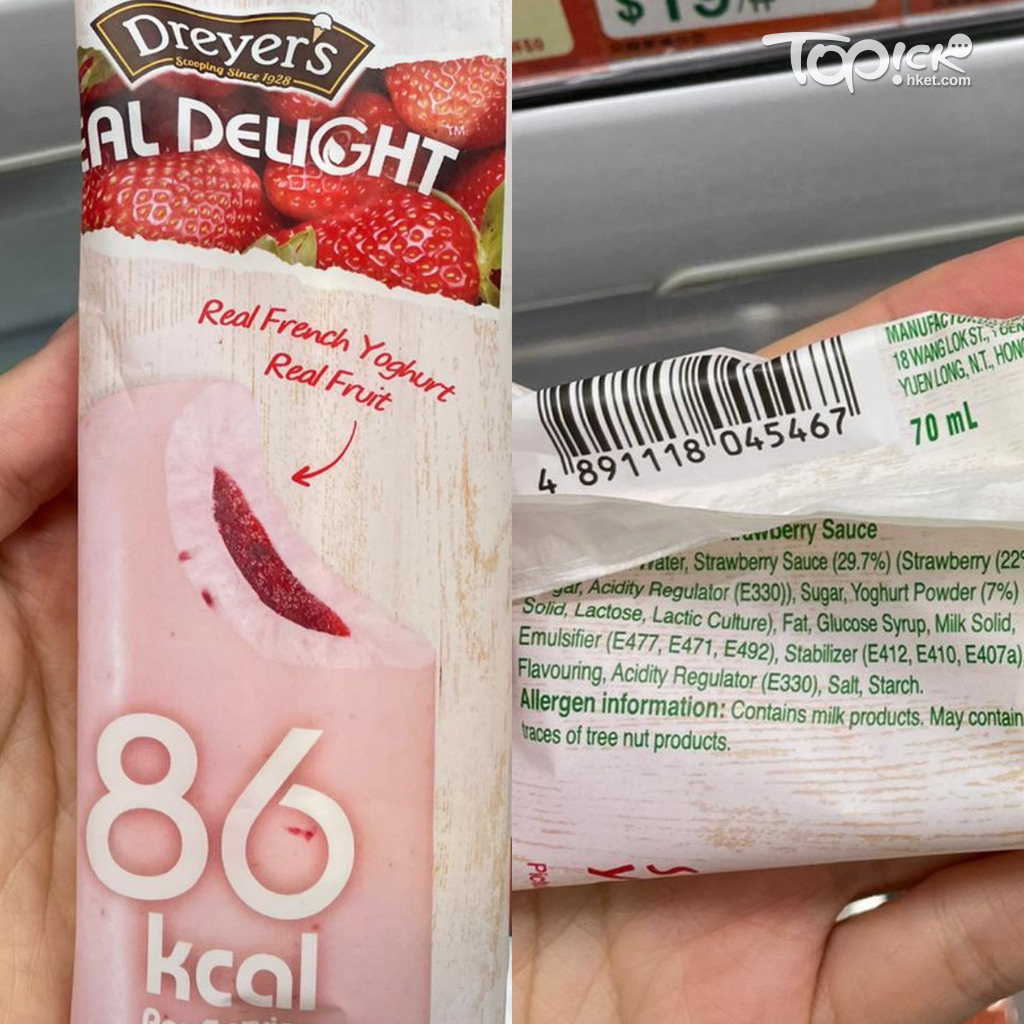 Dreyer's
Scooping Since 1928
EAL DELIGHT™
Real French Yoghurt
Real Fruit
86
kcal
TOPICK
hket.com
MANUFACTU
18 WANG LOK ST., YUEN
YUEN LONG, N.T., HONG
70 mL
4 891118 045467
Strawberry Sauce
Water, Strawberry Sauce (29.7%) (Strawberry (22%
gar, Acidity Regulator (E330)), Sugar, Yoghurt Powder (7%)
Solid, Lactose, Lactic Culture), Fat, Glucose Syrup, Milk Solid,
Emulsifier (E477, E471, E492), Stabilizer (E412, E410, E407a)
Flavouring, Acidity Regulator (E330), Salt, Starch.
Allergen information: Contains milk products. May contain
traces of tree nut products.